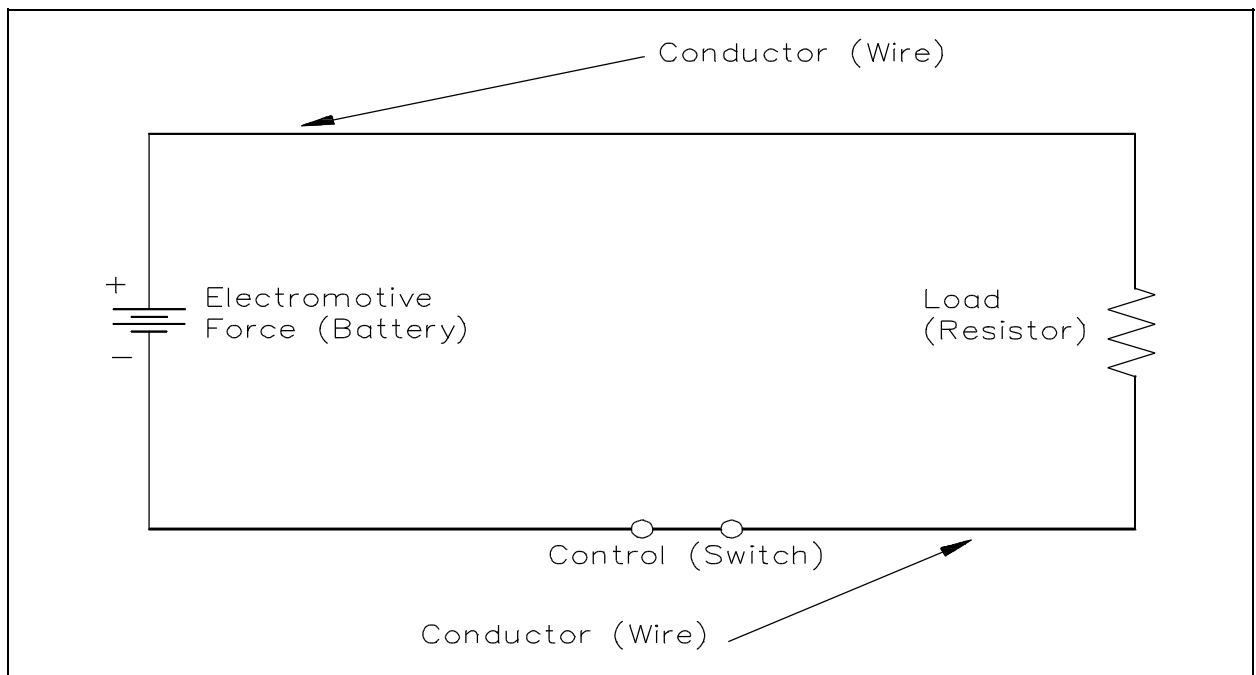 Conductor (Wire)
+
Electromotive
Force (Battery)
−
Load
(Resistor)
Control (Switch)
Conductor (Wire)